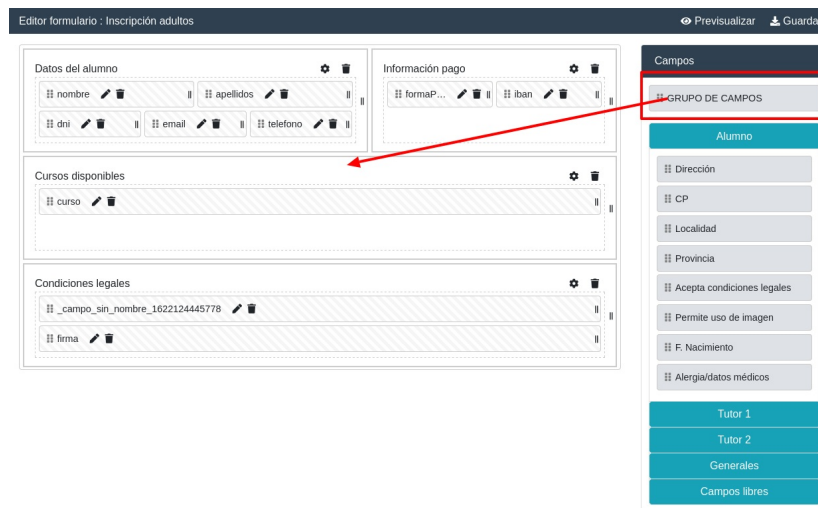 Editor formulario : Inscripción adultos
Previsualizar
Guarda
Datos del alumno
nombre
apellidos
dni
email
telefono
Información pago
formaP...
iban
Cursos disponibles
curso
Condiciones legales
_campo_sin_nombre_1622124445778
firma
Campos
GRUPO DE CAMPOS
Alumno
Dirección
CP
Localidad
Provincia
Acepta condiciones legales
Permite uso de imagen
F. Nacimiento
Alergia/datos médicos
Tutor 1
Tutor 2
Generales
Campos libres